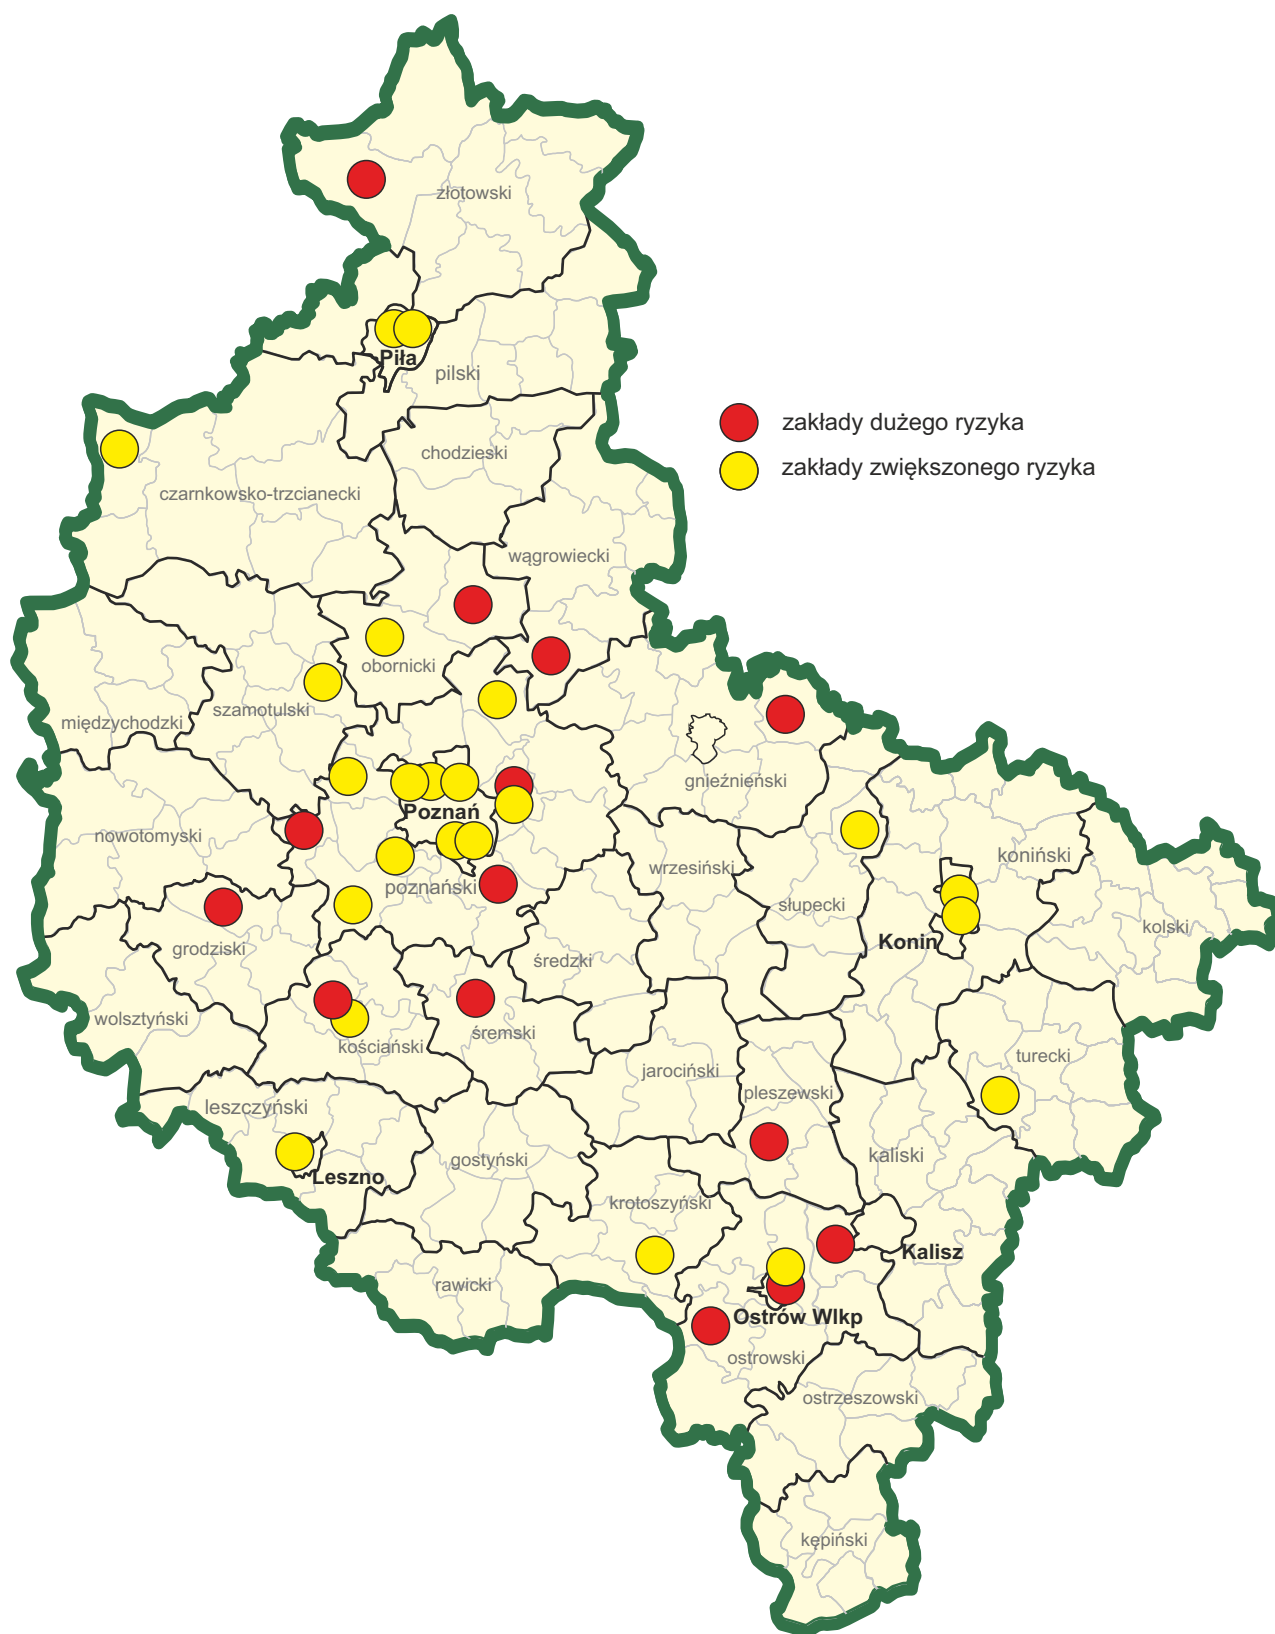 złotowski
Piła
pilski
zakłady dużego ryzyka
chodzieski
zakłady zwiększonego ryzyka
czarnkowsko-trzcianecki
wągrowiecki
obornicki
szamotulski
międzychodzki
gnieźnieński
Poznań
nowotomyski
koniński
wrzesiński
poznański
słupecki
kolski
Konin
grodziski
średzki
wolsztyński
śremski
kościański
turecki
jarociński
pleszewski
leszczyński
kaliski
gostyński
Leszno
krotoszyński
Kalisz
rawicki
Ostrów Wlkp
ostrowski
ostrzeszowski
kępiński